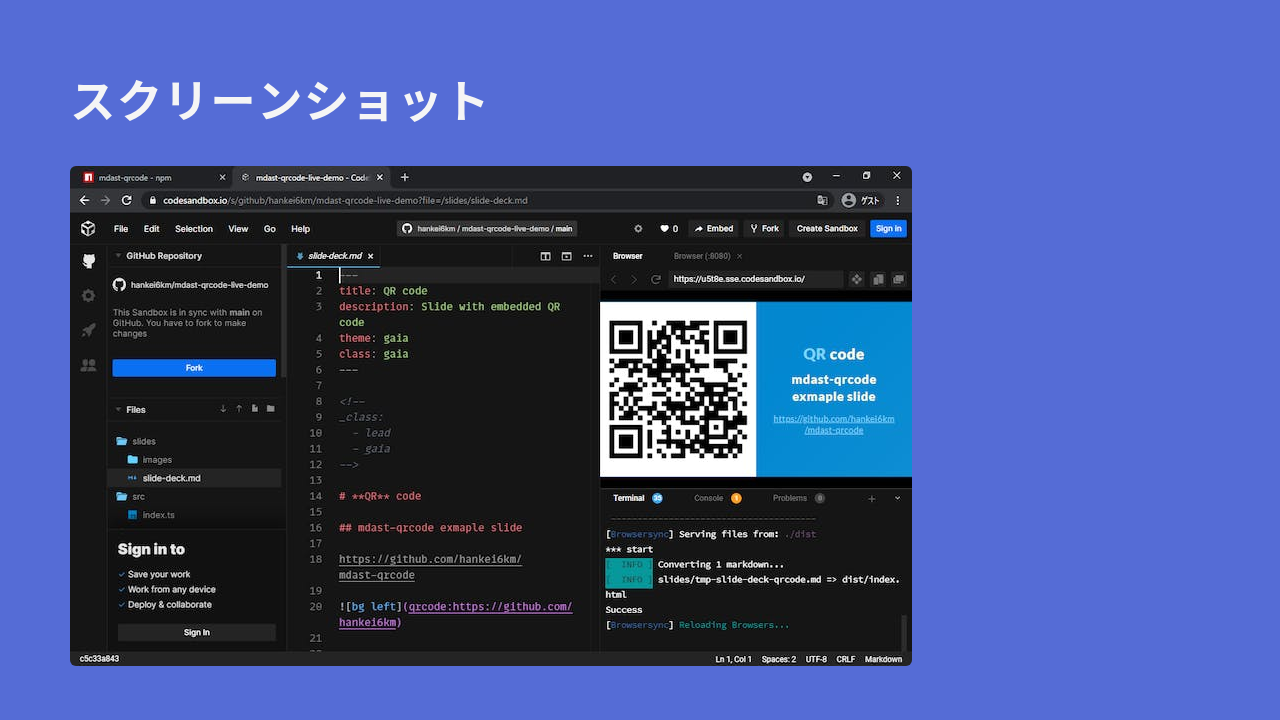 スクリーンショット
mdast-qrcode - npm
mdast-qrcode-live-demo - Code
codesandbox.io/s/github/hankei6km/mdast-qrcode-live-demo?file=/slides/slide-deck.md
ゲスト
File Edit Selection View Go Help
hankei6km / mdast-qrcode-live-demo / main
0 Embed Fork Create Sandbox Sign in
GitHub Repository
hankei6km/mdast-qrcode-live-demo
This Sandbox is in sync with main on
GitHub. You have to fork to make
changes
Fork
Files
slides
images
slide-deck.md
src
index.ts
Sign in to
Save your work
Work from any device
Deploy & collaborate
Sign In
slide-deck.md
1 ---
2 title: QR code
3 description: Slide with embedded QR
code
4 theme: gaia
5 class: gaia
6 ---
7
8 <!--
9 _class:
10 - lead
11 - gaia
12 -->
13
14 # **QR** code
15
16 ## mdast-qrcode exmaple slide
17
18 https://github.com/hankei6km/
mdast-qrcode
19
20 ![bg left](qrcode:https://github.com/
hankei6km)
21
Browser Browser (:8080)
https://u5t8e.sse.codesandbox.io/
QR code
mdast-qrcode
exmaple slide
https://github.com/hankei6km
/mdast-qrcode
Terminal 35 Console 1 Problems 0
[Browsersync] Serving files from: ./dist
*** start
[ INFO ] Converting 1 markdown...
[ INFO ] slides/tmp-slide-deck-qrcode.md => dist/index.
html
Success
[Browsersync] Reloading Browsers...
c5c33a843
Ln 1, Col 1 Spaces: 2 UTF-8 CRLF Markdown